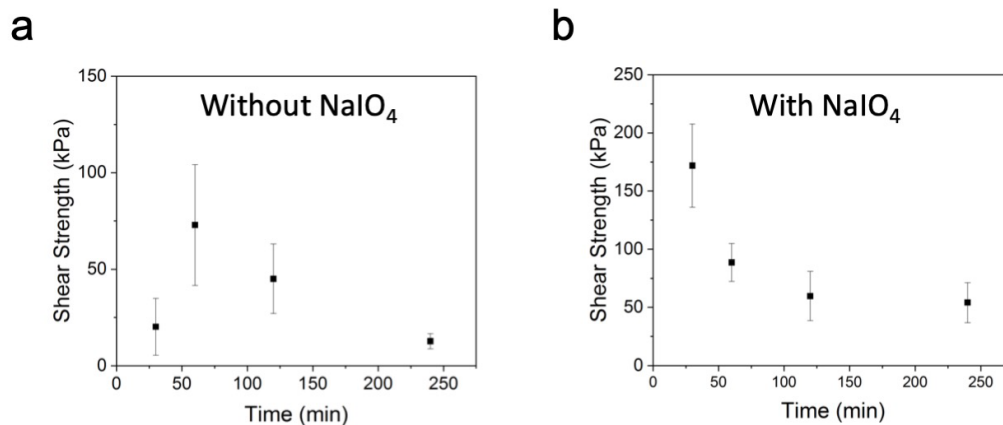 a
Without NaIO4
Shear Strength (kPa)
150
100
50
0
0 50 100 150 200 250
Time (min)
b
With NaIO4
Shear Strength (kPa)
250
200
150
100
50
0
0 50 100 150 200 250
Time (min)